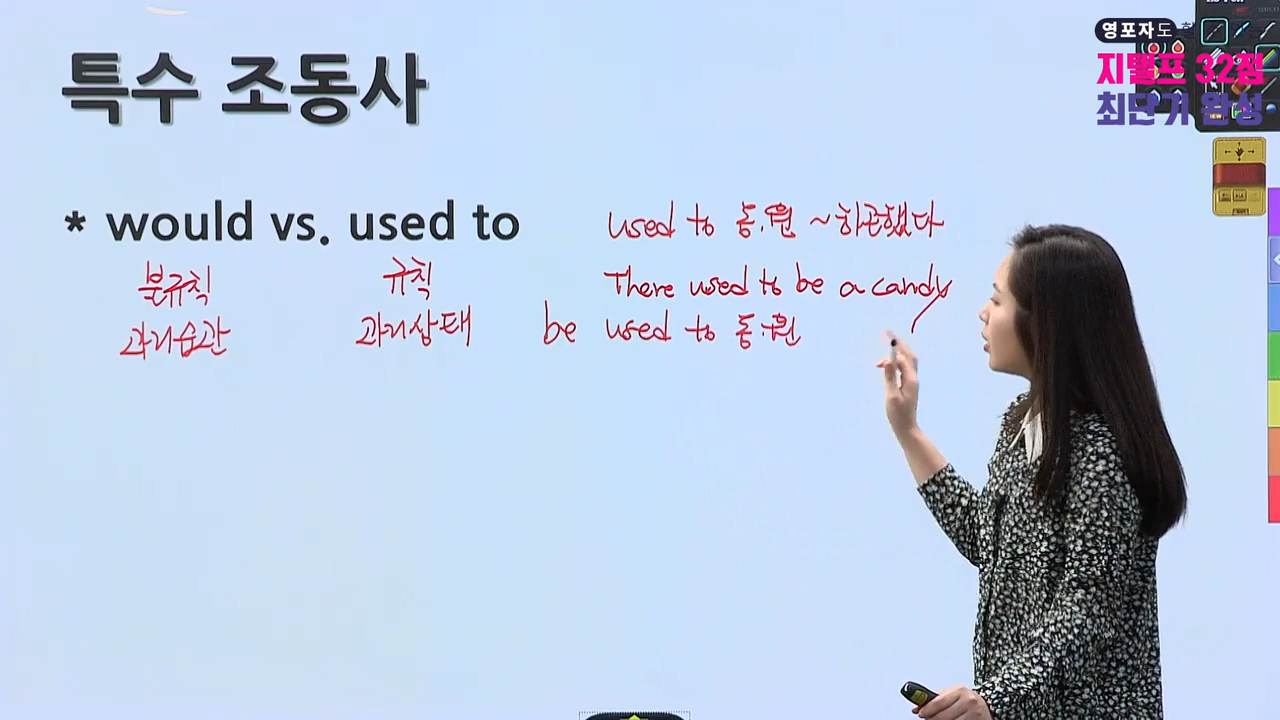 영포자도
지텔프 32점
최단기 완성
특수 조동사
* would vs. used to
used to 동.원 ~하곤했다
불규칙
규칙
There used to be a candy
과거습관
과거상태
be used to 동.원